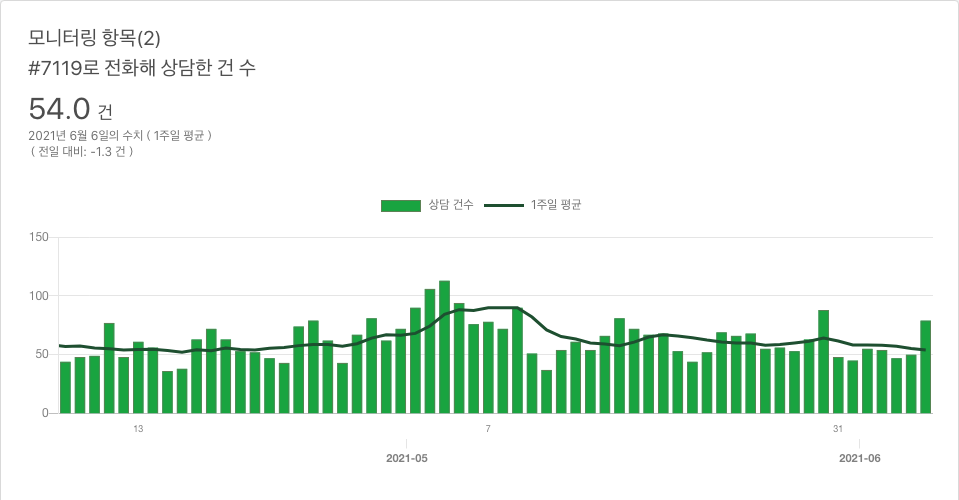 모니터링 항목(2)
#7119로 전화해 상담한 건 수
54.0 건
2021년 6월 6일의 수치 ( 1주일 평균 )
( 전일 대비: -1.3 건 )
상담 건수 1주일 평균
150
100
50
0
13 7 31
2021-05 2021-06